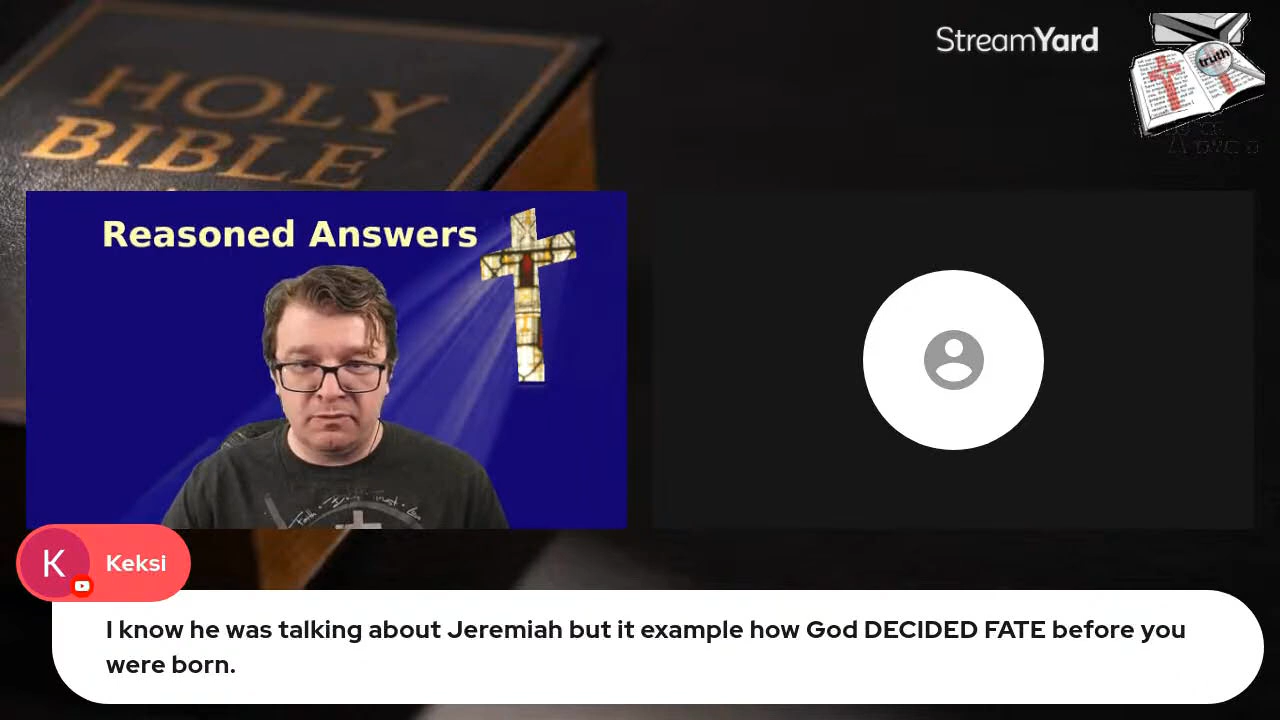 HOLY
BIBLE
StreamYard
truth
Reasoned Answers
K
Keksi
I know he was talking about Jeremiah but it example how God DECIDED FATE before you
were born.